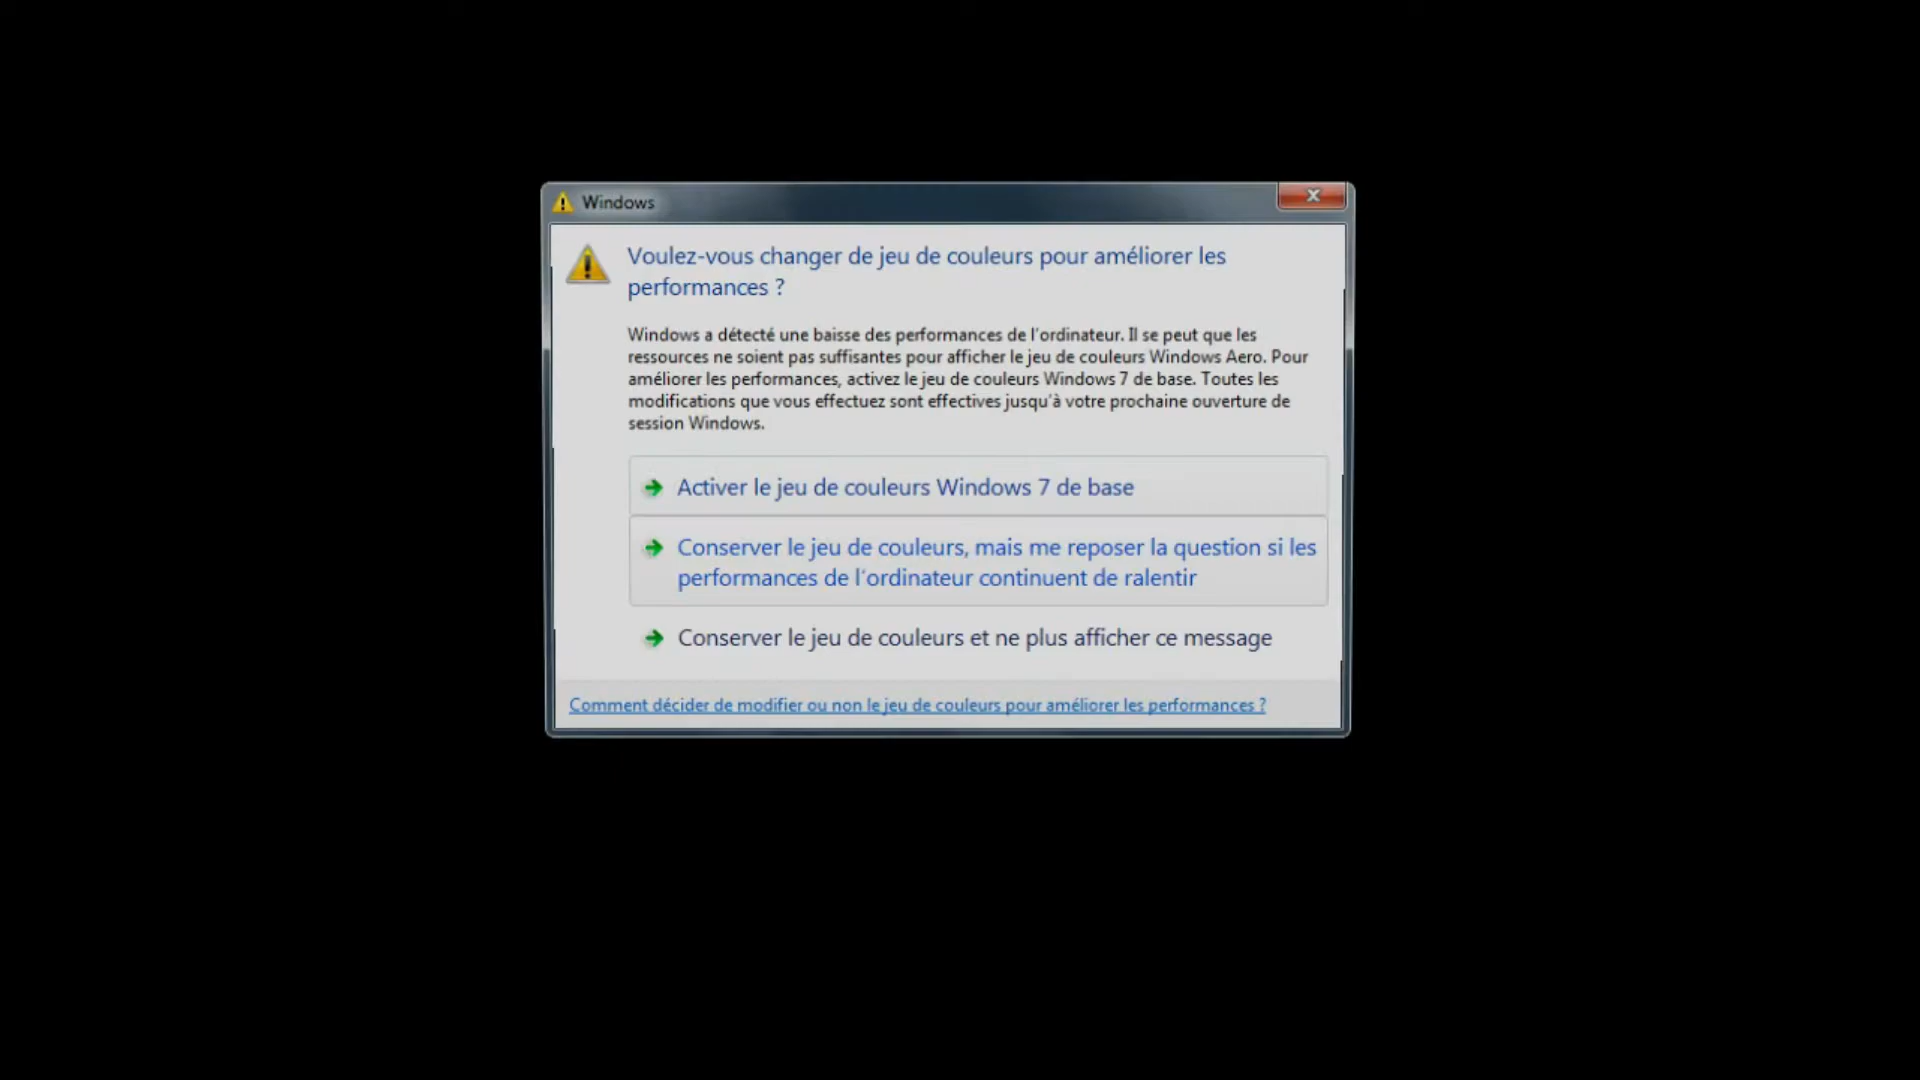 Windows
Voulez-vous changer de jeu de couleurs pour améliorer les
performances ?
Windows a détecté une baisse des performances de l'ordinateur. Il se peut que les
ressources ne soient pas suffisantes pour afficher le jeu de couleurs Windows Aero. Pour
améliorer les performances, activez le jeu de couleurs Windows 7 de base. Toutes les
modifications que vous effectuez sont effectives jusqu'à votre prochaine ouverture de
session Windows.
Activer le jeu de couleurs Windows 7 de base
Conserver le jeu de couleurs, mais me reposer la question si les
performances de l'ordinateur continuent de ralentir
Conserver le jeu de couleurs et ne plus afficher ce message
Comment décider de modifier ou non le jeu de couleurs pour améliorer les performances ?